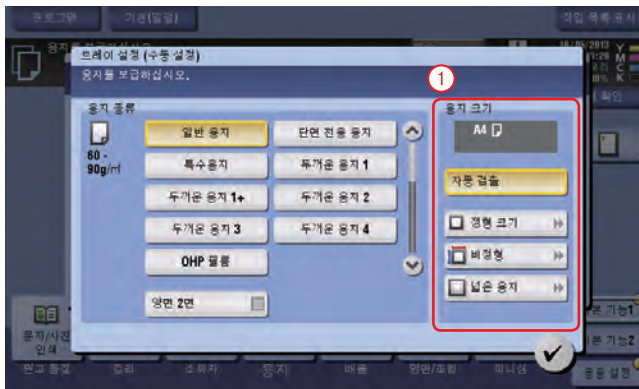 프로그램
기본(일괄)
작업 목록 표시
트레이 설정 (수동 설정)
용지를 보급하십시오.
1
용지 종류
60 -
90g/㎡
일반 용지
단면 전용 용지
특수용지
두꺼운 용지 1
두꺼운 용지 1+
두꺼운 용지 2
두꺼운 용지 3
두꺼운 용지 4
OHP 필름
양면 2면
용지 크기
A4
자동 검출
정형 크기
비정형
넓은 용지
Y
M
C
K
확인
문자/사진
인쇄
원고 품질
컬러
소책자
용지
배율
양면/조합
피니싱
본 기능1
본 기능2
응용 설정